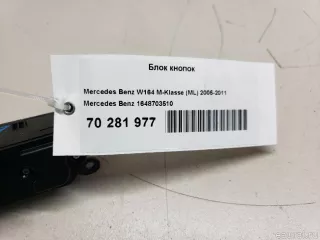 Блок кнопок
Mercedes Benz W164 M-Klasse (ML) 2005-2011
Mercedes Benz 1648703510
70 281 977